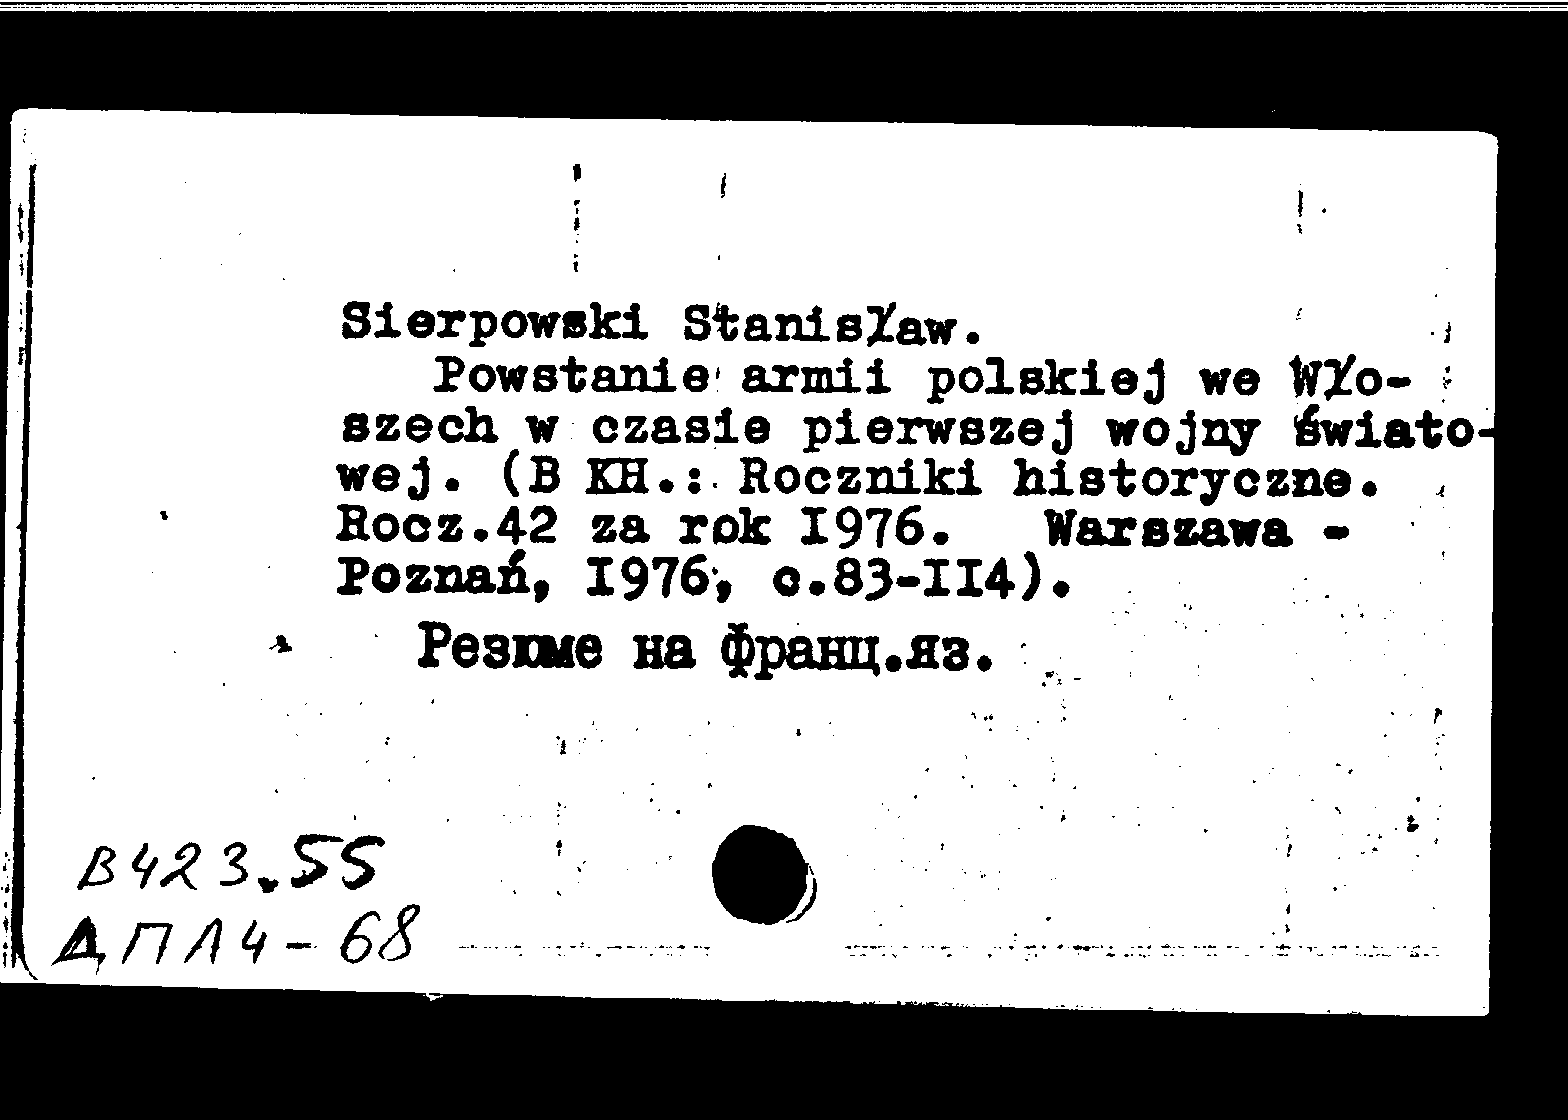 Sierpowski Stanisław.
Powstanie armii polskiej we Wło-
szech w czasie pierwszej wojny świato-
wej. (В кн.: Roczniki historyczne.
Rocz.42 za rok I976. Warszawa -
Poznań, I976, с.83-II4).
Резюме на франц.яз.
В423.55
ДПЛ4-68